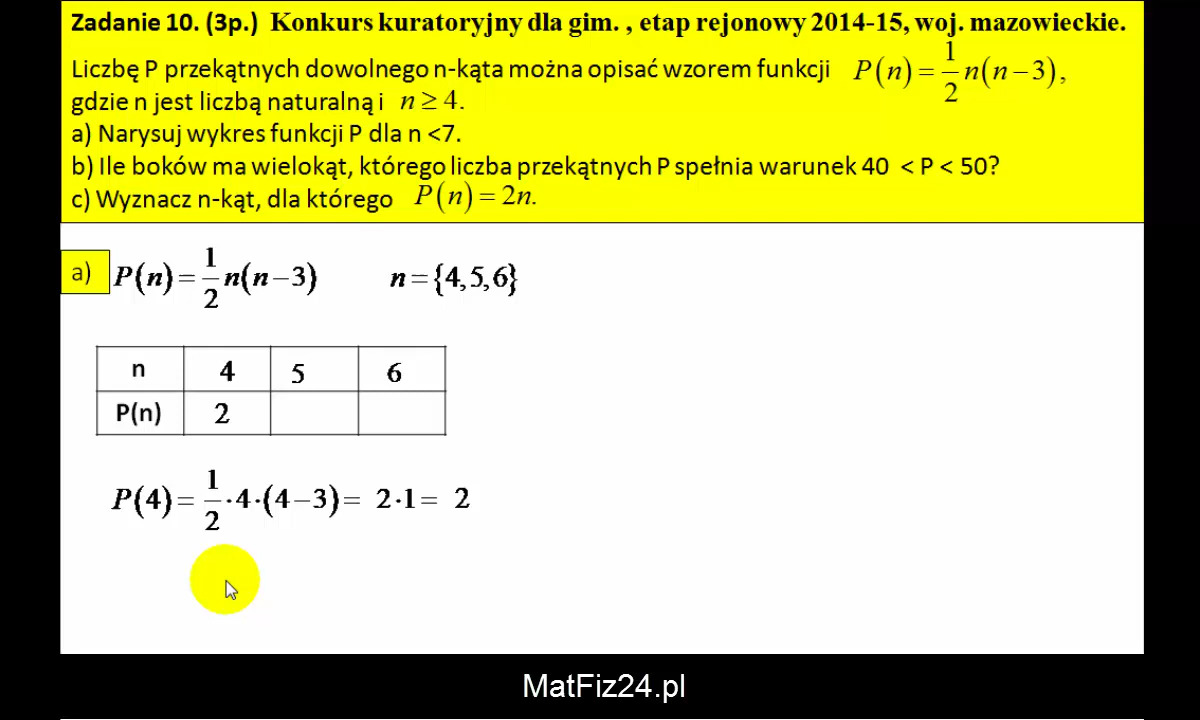 Zadanie 10. (3p.) Konkurs kuratoryjny dla gim. , etap rejonowy 2014-15, woj. mazowieckie.
Liczbę P przekątnych dowolnego n-kąta można opisać wzorem funkcji P(n) = 1/2 n(n−3),
gdzie n jest liczbą naturalną i n ≥ 4.
a) Narysuj wykres funkcji P dla n <7.
b) Ile boków ma wielokąt, którego liczba przekątnych P spełnia warunek 40 < P < 50?
c) Wyznacz n-kąt, dla którego P(n) = 2n.
a) P(n) = 1/2 n(n−3) n = {4,5,6}
n 4 5 6
P(n) 2
P(4) = 1/2 ·4·(4−3) = 2·1 = 2
MatFiz24.pl